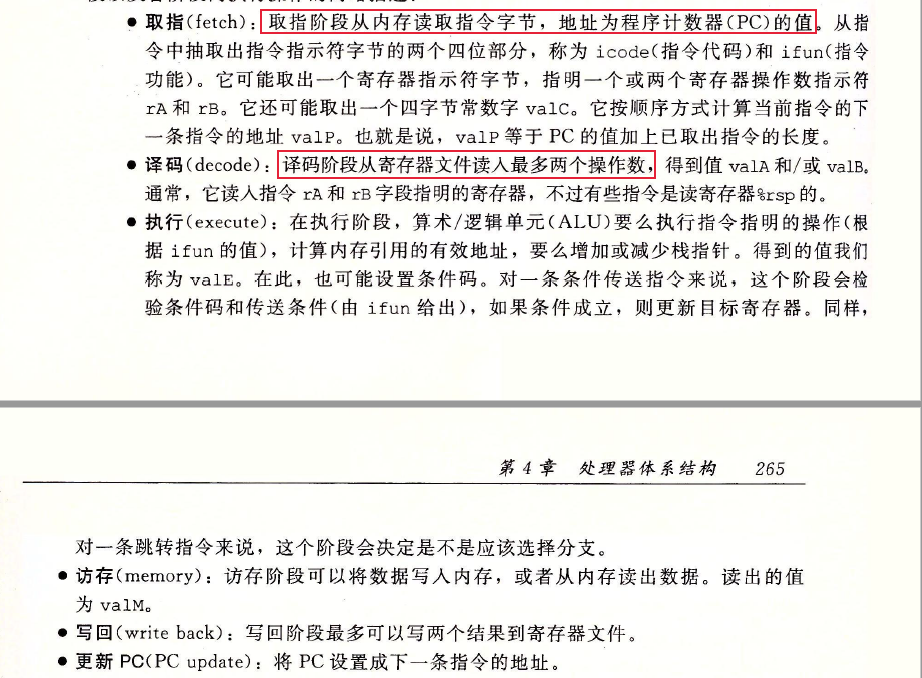 ● 取指(fetch)：取指阶段从内存读取指令字节，地址为程序计数器(PC)的值。从指
令中抽取出指令指示符字节的两个四位部分，称为 icode(指令代码)和 ifun(指令
功能)。它可能取出一个寄存器指示符字节，指明一个或两个寄存器操作数指示符
rA 和 rB。它还可能取出一个四字节常数字 valC。它按顺序方式计算当前指令的下
一条指令的地址 valP。也就是说，valP 等于 PC 的值加上已取出指令的长度。
● 译码(decode)：译码阶段从寄存器文件读入最多两个操作数，得到值 valA 和/或 valB。
通常，它读入指令 rA 和 rB 字段指明的寄存器，不过有些指令是读寄存器%rsp 的。
● 执行(execute)：在执行阶段，算术/逻辑单元(ALU)要么执行指令指明的操作(根
据 ifun 的值)，计算内存引用的有效地址，要么增加或减少栈指针。得到的值我们
称为 valE。在此，也可能设置条件码。对一条条件传送指令来说，这个阶段会检
验条件码和传送条件(由 ifun 给出)，如果条件成立，则更新目标寄存器。同样，
第 4 章 处理器体系结构 265
对一条跳转指令来说，这个阶段会决定是不是应该选择分支。
● 访存(memory)：访存阶段可以将数据写入内存，或者从内存读出数据。读出的值
为 valM。
● 写回(write back)：写回阶段最多可以写两个结果到寄存器文件。
● 更新 PC(PC update)：将 PC 设置成下一条指令的地址。